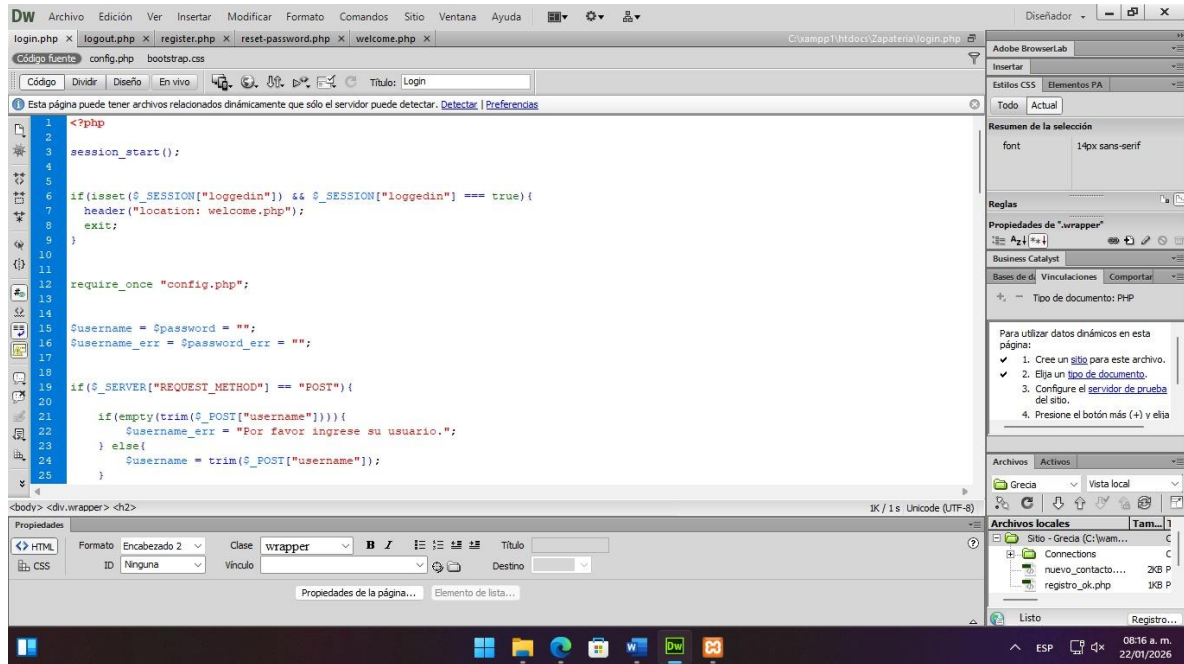 DW Archivo Edición Ver Insertar Modificar Formato Comandos Sitio Ventana Ayuda Diseñador
login.php × logout.php × register.php × reset-password.php × welcome.php × C:\xampp1\htdocs\Zapateria\login.php
Código fuente config.php bootstrap.css
Código Dividir Diseño En vivo Título: Login
Esta página puede tener archivos relacionados dinámicamente que sólo el servidor puede detectar. Detectar | Preferencias
1 <?php
2
3 session_start();
4
5
6 if(isset($_SESSION["loggedin"]) && $_SESSION["loggedin"] === true){
7 header("location: welcome.php");
8 exit;
9 }
10
11
12 require_once "config.php";
13
14
15 $username = $password = "";
16 $username_err = $password_err = "";
17
18
19 if($_SERVER["REQUEST_METHOD"] == "POST"){
20
21 if(empty(trim($_POST["username"]))){
22 $username_err = "Por favor ingrese su usuario.";
23 } else{
24 $username = trim($_POST["username"]);
25 }
<body> <div.wrapper> <h2> 1K / 1 s Unicode (UTF-8)
Propiedades
<> HTML Formato Encabezado 2 Clase wrapper B I Título
CSS ID Ninguna Vínculo Destino
Propiedades de la página... Elemento de lista...
Adobe BrowserLab
Insertar
Estilos CSS Elementos PA
Todo Actual
Resumen de la selección
font 14px sans-serif
Reglas
Propiedades de ".wrapper"
Business Catalyst
Bases de d Vinculaciones Comportar
Tipo de documento: PHP
Para utilizar datos dinámicos en esta
página:
1. Cree un sitio para este archivo.
2. Elija un tipo de documento.
3. Configure el servidor de prueba
del sitio.
4. Presione el botón más (+) y elija
Archivos Activos
Grecia Vista local
Archivos locales Tam...
Sitio - Grecia (C:\wam...
Connections
nuevo_contacto.... 2KB P
registro_ok.php 1KB P
Listo Registro...
ESP 08:16 a. m.
22/01/2026